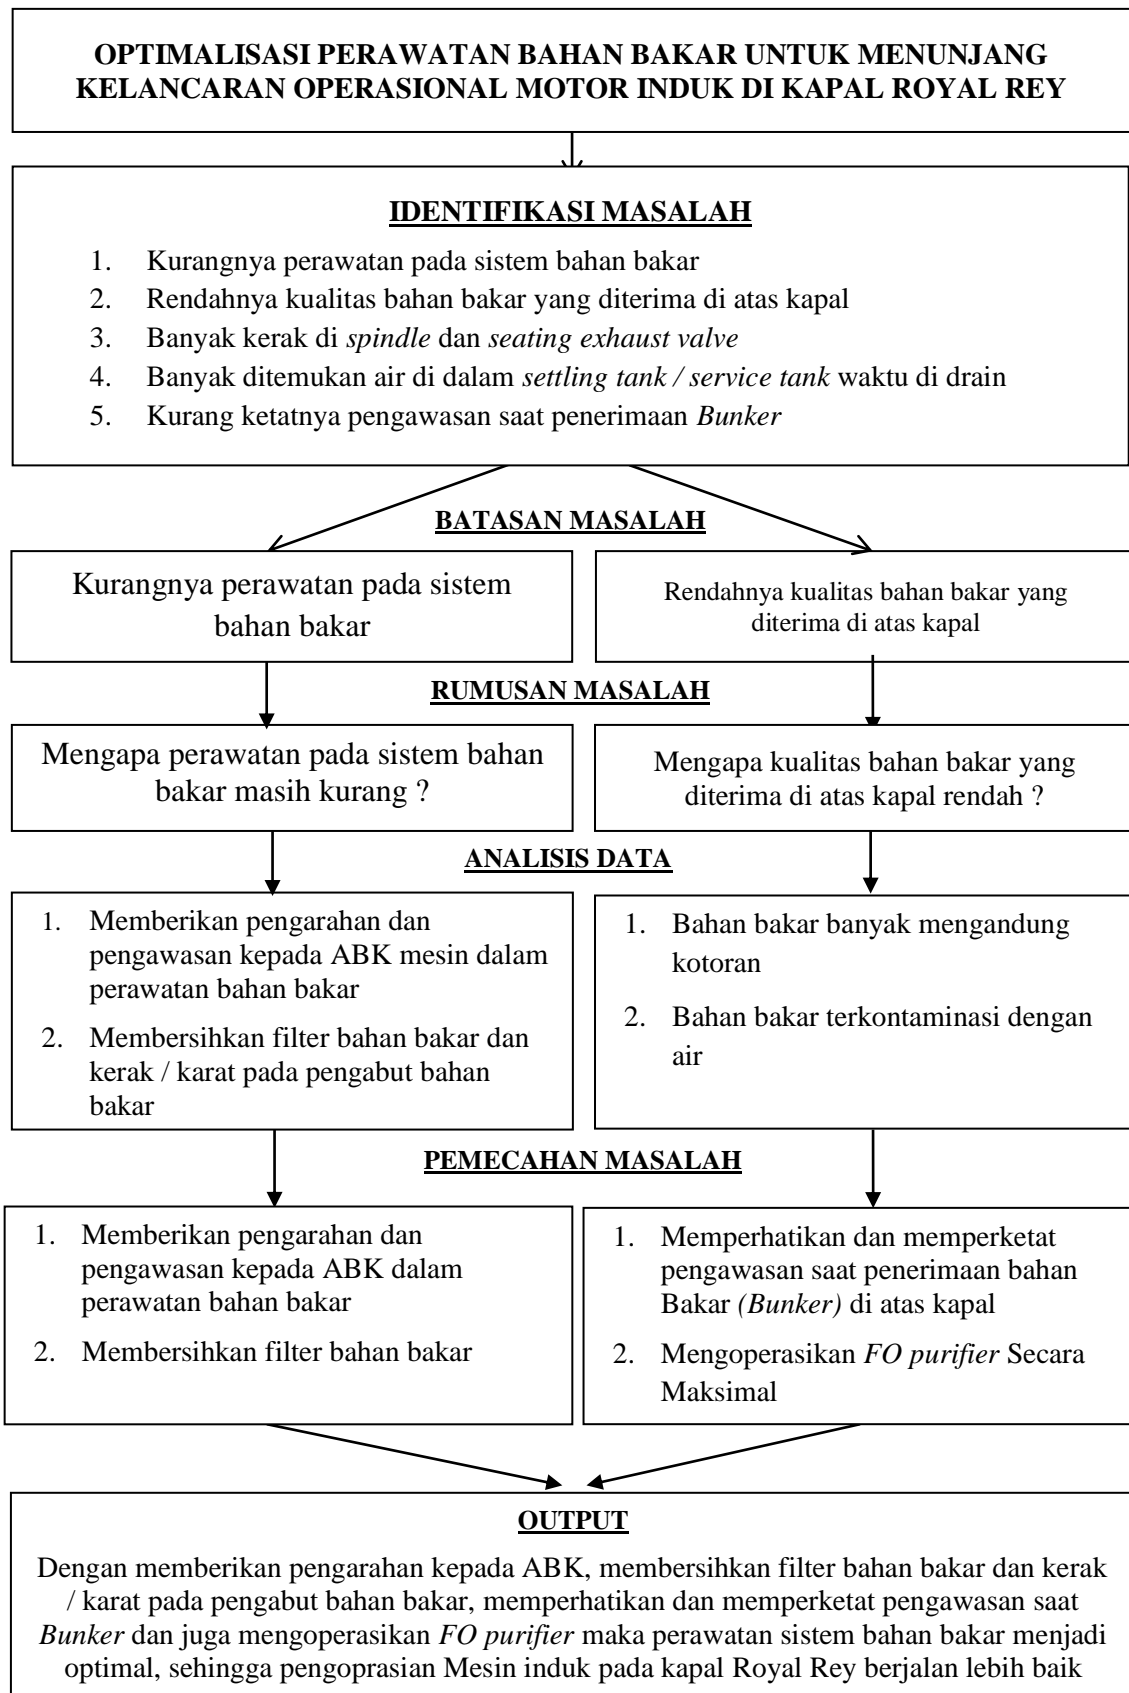 OPTIMALISASI PERAWATAN BAHAN BAKAR UNTUK MENUNJANG
KELANCARAN OPERASIONAL MOTOR INDUK DI KAPAL ROYAL REY
IDENTIFIKASI MASALAH
1. Kurangnya perawatan pada sistem bahan bakar
2. Rendahnya kualitas bahan bakar yang diterima di atas kapal
3. Banyak kerak di spindle dan seating exhaust valve
4. Banyak ditemukan air di dalam settling tank / service tank waktu di drain
5. Kurang ketatnya pengawasan saat penerimaan Bunker
BATASAN MASALAH
Kurangnya perawatan pada sistem
bahan bakar
Rendahnya kualitas bahan bakar yang
diterima di atas kapal
RUMUSAN MASALAH
Mengapa perawatan pada sistem bahan
bakar masih kurang ?
Mengapa kualitas bahan bakar yang
diterima di atas kapal rendah ?
ANALISIS DATA
1. Memberikan pengarahan dan
pengawasan kepada ABK mesin dalam
perawatan bahan bakar
2. Membersihkan filter bahan bakar dan
kerak / karat pada pengabut bahan
bakar
1. Bahan bakar banyak mengandung
kotoran
2. Bahan bakar terkontaminasi dengan
air
PEMECAHAN MASALAH
1. Memberikan pengarahan dan
pengawasan kepada ABK dalam
perawatan bahan bakar
2. Membersihkan filter bahan bakar
1. Memperhatikan dan memperketat
pengawasan saat penerimaan bahan
Bakar (Bunker) di atas kapal
2. Mengoperasikan FO purifier Secara
Maksimal
OUTPUT
Dengan memberikan pengarahan kepada ABK, membersihkan filter bahan bakar dan kerak
/ karat pada pengabut bahan bakar, memperhatikan dan memperketat pengawasan saat
Bunker dan juga mengoperasikan FO purifier maka perawatan sistem bahan bakar menjadi
optimal, sehingga pengoprasian Mesin induk pada kapal Royal Rey berjalan lebih baik